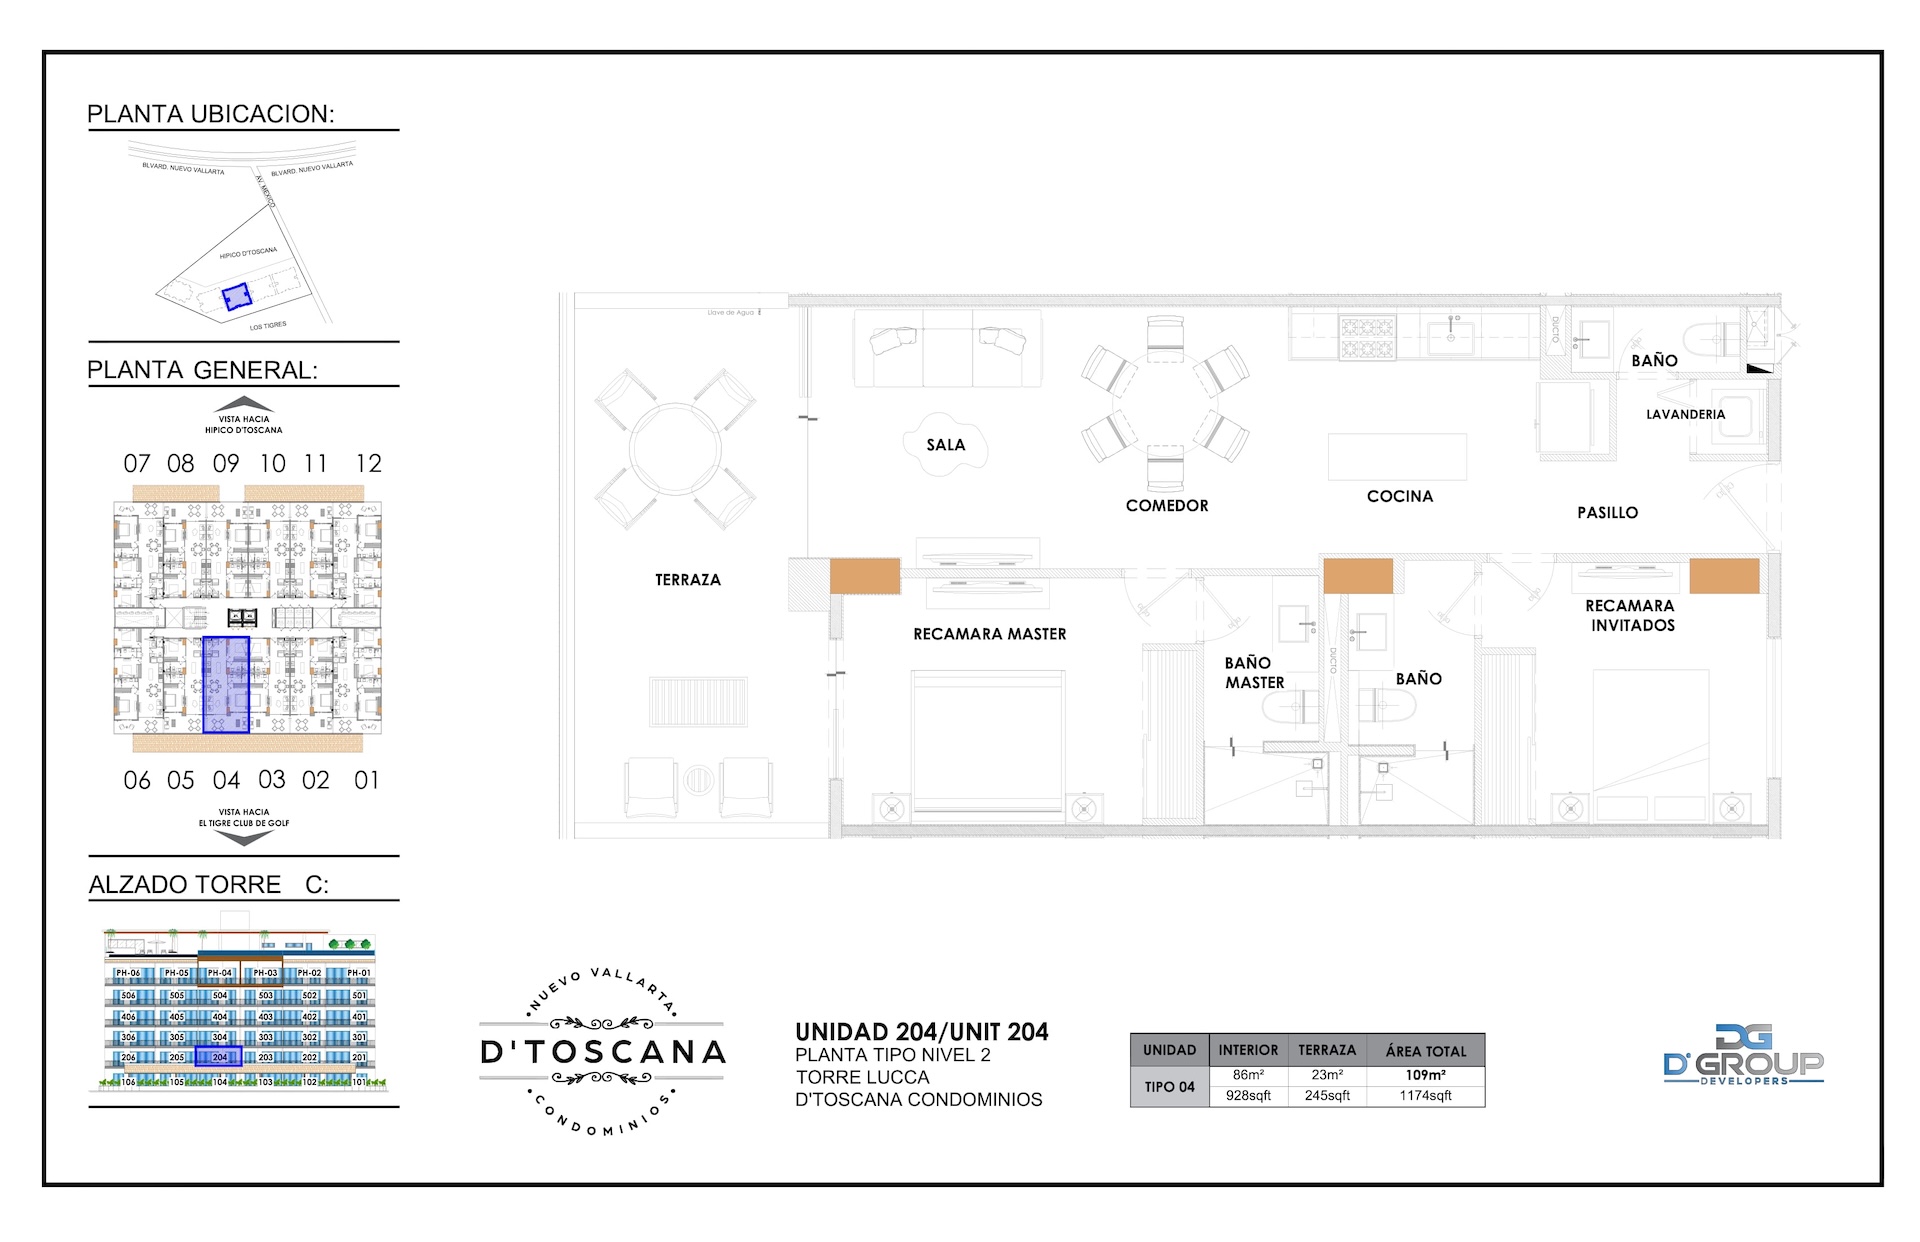 PLANTA UBICACION:
BLVARD. NUEVO VALLARTA
BLVARD. NUEVO VALLARTA
AV. MEXICO
HIPICO D'TOSCANA
LOS TIGRES
PLANTA GENERAL:
VISTA HACIA
HIPICO D'TOSCANA
07 08 09 10 11 12
06 05 04 03 02 01
VISTA HACIA
EL TIGRE CLUB DE GOLF
ALZADO TORRE C:
PH-06 PH-05 PH-04 PH-03 PH-02 PH-01
506 505 504 503 502 501
406 405 404 403 402 401
306 305 304 303 302 301
206 205 204 203 202 201
106 105 104 103 102 101
Llave de Agua
DUCTO
BAÑO
LAVANDERIA
SALA
COMEDOR
COCINA
PASILLO
TERRAZA
RECAMARA MASTER
BAÑO
MASTER
DUCTO
BAÑO
RECAMARA
INVITADOS
NUEVO VALLARTA
D'TOSCANA
CONDOMINIOS
UNIDAD 204/UNIT 204
PLANTA TIPO NIVEL 2
TORRE LUCCA
D'TOSCANA CONDOMINIOS
UNIDAD INTERIOR TERRAZA ÁREA TOTAL
TIPO 04 86m² 23m² 109m²
928sqft 245sqft 1174sqft
DG
D'GROUP
DEVELOPERS